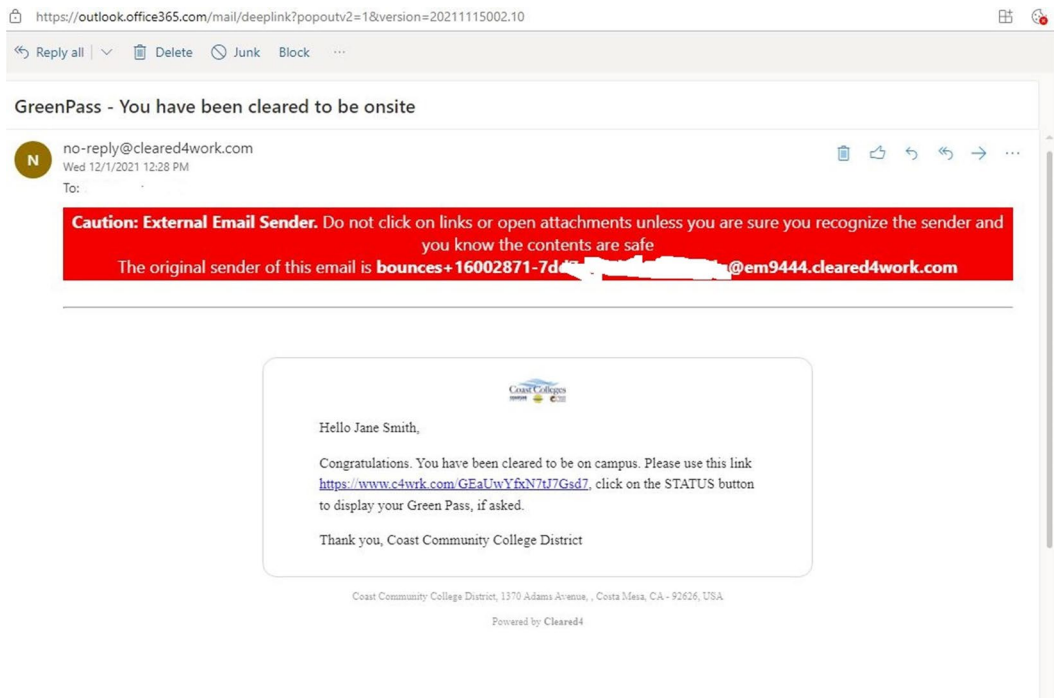 https://outlook.office365.com/mail/deeplink?popoutv2=1&version=20211115002.10
Reply all Delete Junk Block ...
GreenPass - You have been cleared to be onsite
N
no-reply@cleared4work.com
Wed 12/1/2021 12:28 PM
To:
Caution: External Email Sender. Do not click on links or open attachments unless you are sure you recognize the sender and
you know the contents are safe
The original sender of this email is bounces+16002871-7dd @em9444.cleared4work.com
Coast Colleges
Hello Jane Smith,
Congratulations. You have been cleared to be on campus. Please use this link
https://www.c4wrk.com/GEaUwYfxN7tJ7Gsd7, click on the STATUS button
to display your Green Pass, if asked.
Thank you, Coast Community College District
Coast Community College District, 1370 Adams Avenue, , Costa Mesa, CA - 92626, USA
Powered by Cleared4